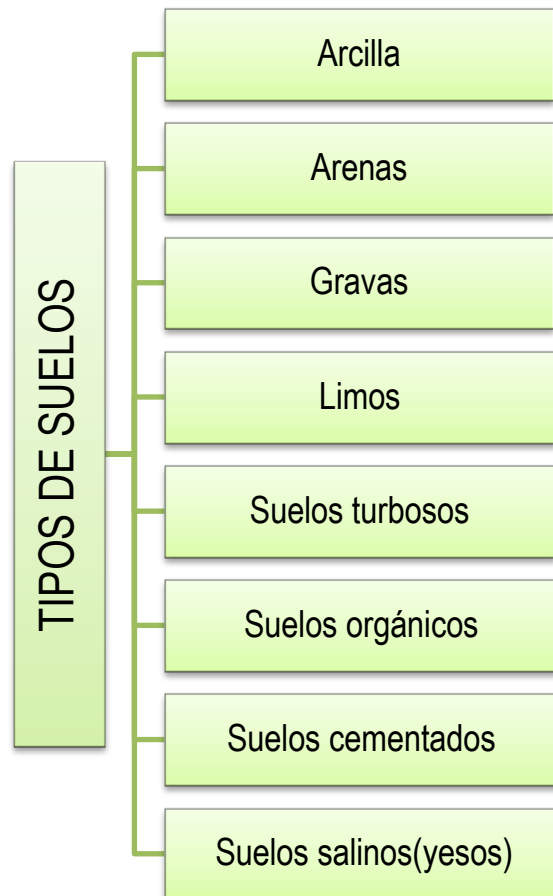 TIPOS DE SUELOS
Arcilla
Arenas
Gravas
Limos
Suelos turbosos
Suelos orgánicos
Suelos cementados
Suelos salinos(yesos)